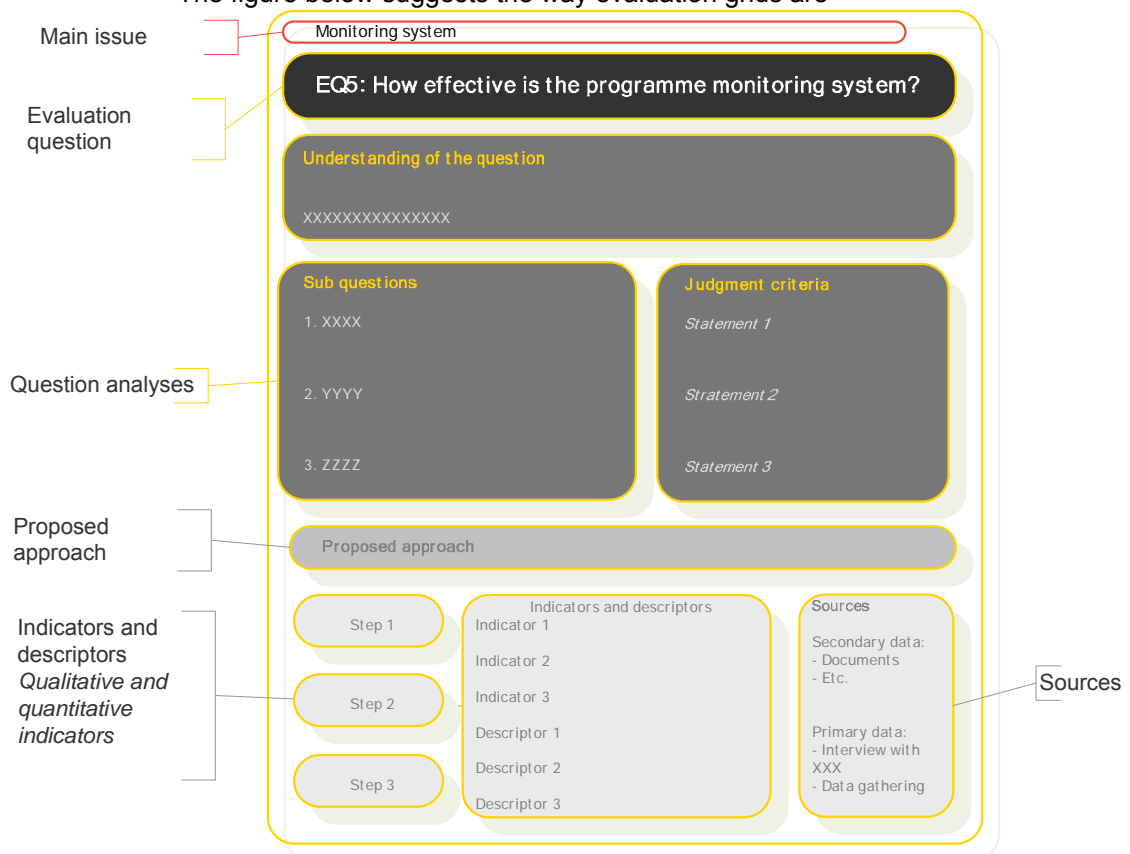 The figure below suggests the way evaluation grids are
Main issue
Monitoring system
EQ5: How effective is the programme monitoring system?
Evaluation
question
Understanding of the question
XXXXXXXXXXXXXXX
Sub questions
1. XXXX
2. YYYY
3. ZZZZ
Judgment criteria
Statement 1
Stratement 2
Statement 3
Question analyses
Proposed
approach
Proposed approach
Indicators and
descriptors
Qualitative and
quantitative
indicators
Step 1
Step 2
Step 3
Indicators and descriptors
Indicator 1
Indicator 2
Indicator 3
Descriptor 1
Descriptor 2
Descriptor 3
Sources
Secondary data:
- Documents
- Etc.
Primary data:
- Interview with
XXX
- Data gathering
Sources